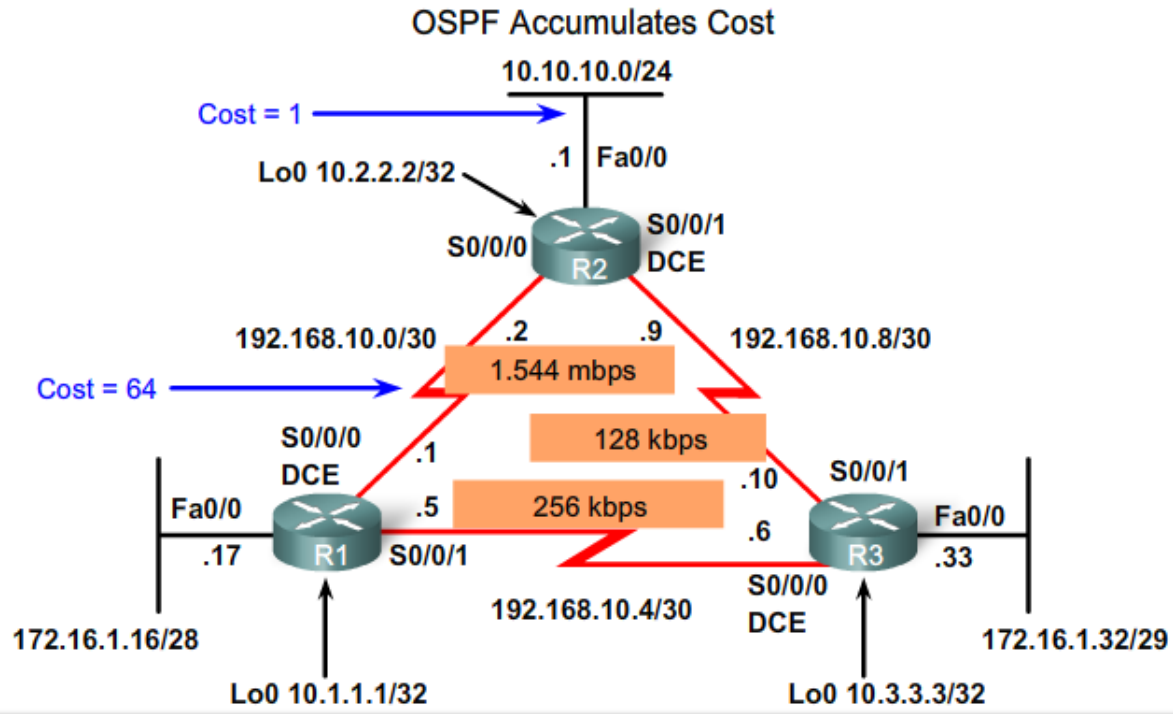 OSPF Accumulates Cost
10.10.10.0/24
Cost = 1
.1 Fa0/0
Lo0 10.2.2.2/32
S0/0/0
S0/0/1
DCE
R2
192.168.10.0/30
.2
.9
192.168.10.8/30
1.544 mbps
Cost = 64
128 kbps
S0/0/0
DCE
.1
.10
S0/0/1
Fa0/0
.17
R1
.5
S0/0/1
256 kbps
.6
R3
Fa0/0
.33
S0/0/0
DCE
192.168.10.4/30
172.16.1.16/28
172.16.1.32/29
Lo0 10.1.1.1/32
Lo0 10.3.3.3/32